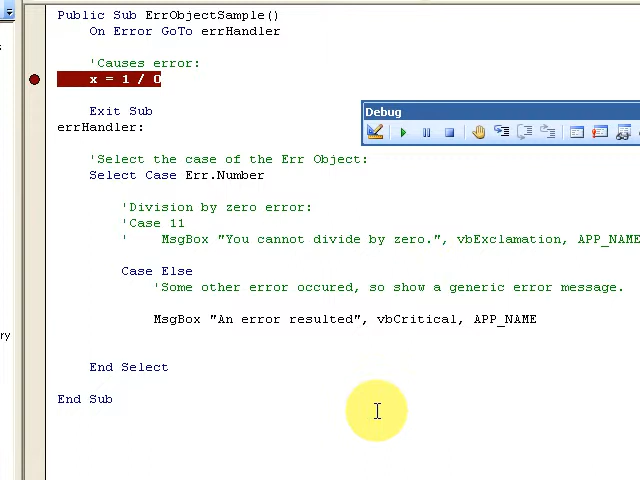 Public Sub ErrObjectSample()
On Error GoTo errHandler
'Causes error:
x = 1 / 0
Exit Sub
Debug
errHandler:
'Select the case of the Err Object:
Select Case Err.Number
'Division by zero error:
'Case 11
'    MsgBox "You cannot divide by zero.", vbExclamation, APP_NAME
Case Else
'Some other error occured, so show a generic error message.
MsgBox "An error resulted", vbCritical, APP_NAME
ry
End Select
End Sub